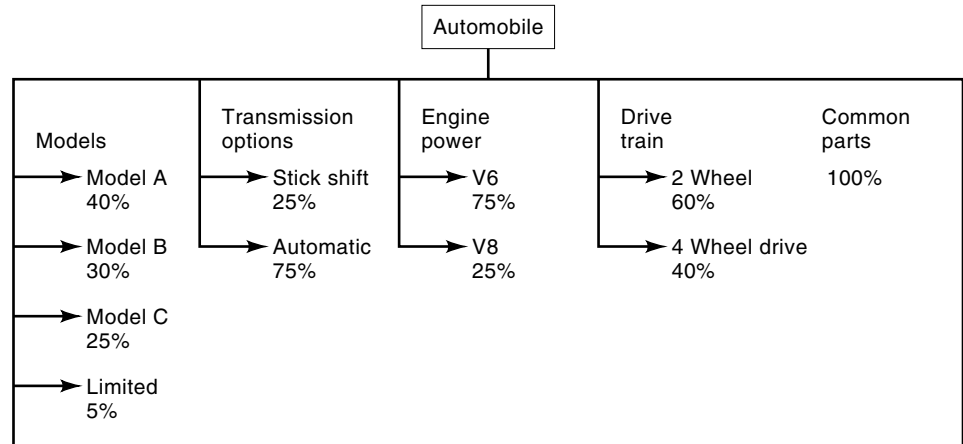 Automobile
Models
Model A
40%
Model B
30%
Model C
25%
Limited
5%
Transmission
options
Stick shift
25%
Automatic
75%
Engine
power
V6
75%
V8
25%
Drive
train
2 Wheel
60%
4 Wheel drive
40%
Common
parts
100%